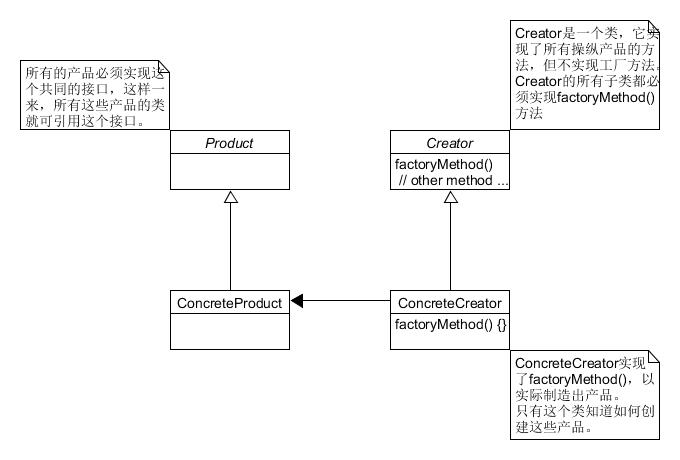 所有的产品必须实现这
个共同的接口，这样一
来，所有这些产品的类
就可引用这个接口。
Creator是一个类，它实
现了所有操纵产品的方
法，但不实现工厂方法。
Creator的所有子类都必
须实现factoryMethod()
方法
Product
Creator
factoryMethod()
// other method ...
ConcreteProduct
ConcreteCreator
factoryMethod() {}
ConcreteCreator实现
了factoryMethod()，以
实际制造出产品。
只有这个类知道如何创
建这些产品。